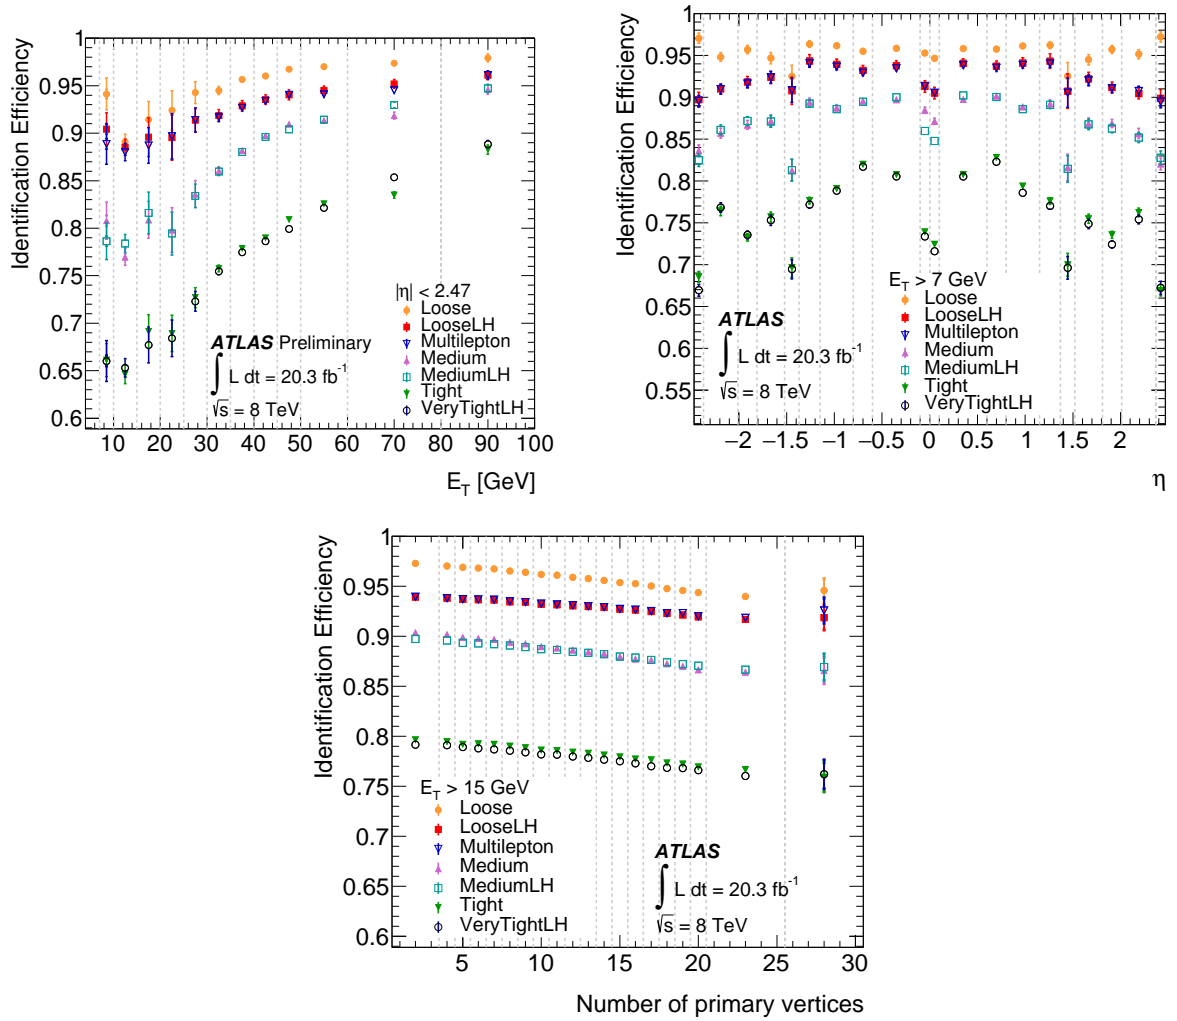 Identification Efficiency
1
0.95
0.9
0.85
0.8
0.75
0.7
0.65
0.6
|η| < 2.47
Loose
LooseLH
Multilepton
Medium
MediumLH
Tight
VeryTightLH
ATLAS Preliminary
∫ L dt = 20.3 fb⁻¹
√s = 8 TeV
10 20 30 40 50 60 70 80 90 100
E_T [GeV]
Identification Efficiency
1
0.95
0.9
0.85
0.8
0.75
0.7
0.65
0.6
0.55
E_T > 7 GeV
Loose
LooseLH
Multilepton
Medium
MediumLH
Tight
VeryTightLH
ATLAS
∫ L dt = 20.3 fb⁻¹
√s = 8 TeV
−2 −1.5 −1 −0.5 0 0.5 1 1.5 2
η
Identification Efficiency
1
0.95
0.9
0.85
0.8
0.75
0.7
0.65
0.6
E_T > 15 GeV
Loose
LooseLH
Multilepton
Medium
MediumLH
Tight
VeryTightLH
ATLAS
∫ L dt = 20.3 fb⁻¹
√s = 8 TeV
5 10 15 20 25 30
Number of primary vertices